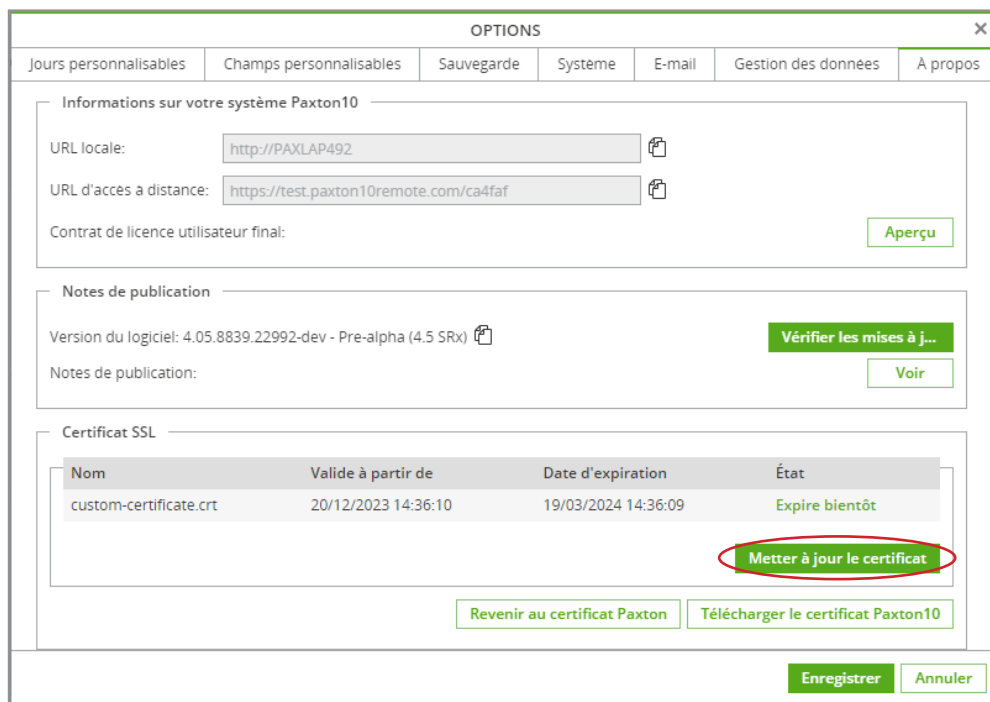 OPTIONS
Jours personnalisables Champs personnalisables Sauvegarde Système E-mail Gestion des données À propos
Informations sur votre système Paxton10
URL locale: http://PAXLAP492
URL d'accès à distance: https://test.paxton10remote.com/ca4faf
Contrat de licence utilisateur final: Aperçu
Notes de publication
Version du logiciel: 4.05.8839.22992-dev - Pre-alpha (4.5 SRx) Vérifier les mises à j...
Notes de publication: Voir
Certificat SSL
Nom Valide à partir de Date d'expiration État
custom-certificate.crt 20/12/2023 14:36:10 19/03/2024 14:36:09 Expire bientôt
Metter à jour le certificat
Revenir au certificat Paxton Télécharger le certificat Paxton10
Enregistrer Annuler